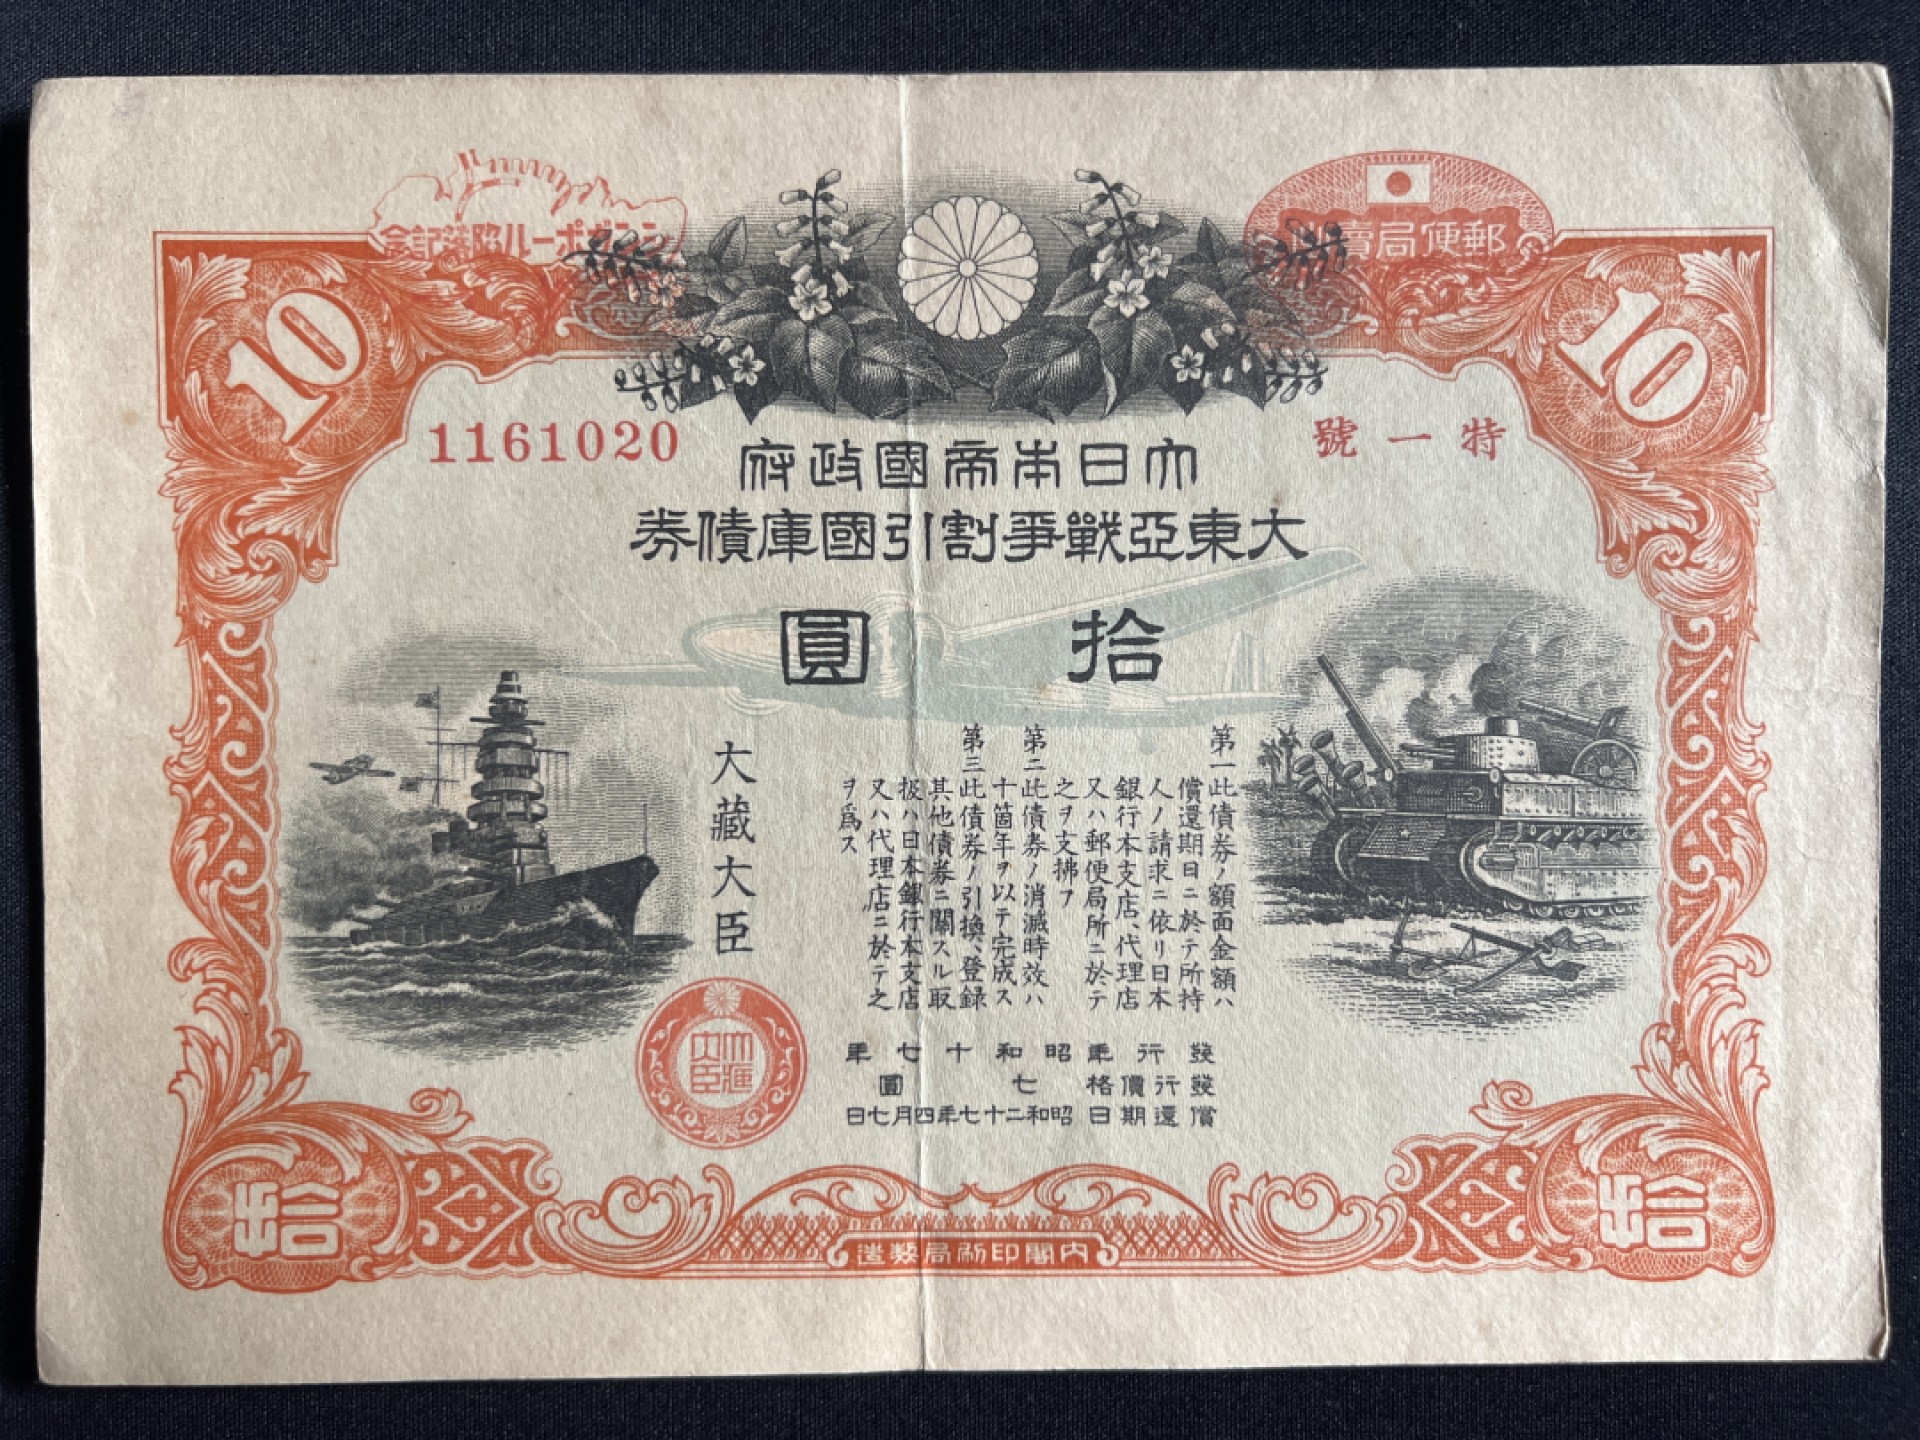 シンガポール陥落記念
郵便局賣出
10
10
1161020
特一號
大日本帝國政府
大東亞戰爭割引國庫債券
拾圓
第一此債券ノ額面金額ハ
償還期日ニ於テ所持
人ノ請求ニ依リ日本
銀行本支店、代理店
又ハ郵便局所ニ於テ
之ヲ支拂フ
第二此債券ノ消滅時效ハ
十箇年ヲ以テ完成ス
第三此債券ノ引換、登録
其他債券ニ關スル取
扱ハ日本銀行本支店
又ハ代理店ニ於テ之
ヲ爲ス
大藏大臣
大藏大臣
發行年 昭和十七年
發行價格 七圓
償還期日 昭和二十七年四月七日
拾
拾
内閣印刷局製造